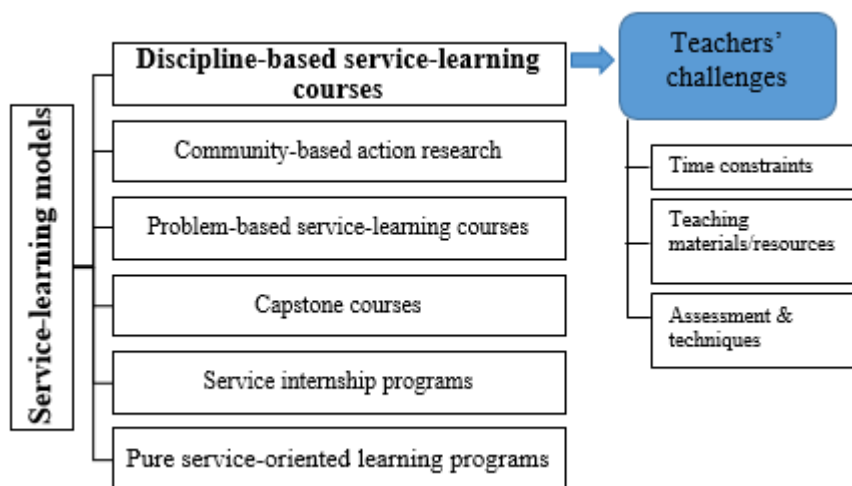 Service-learning models
Discipline-based service-learning
courses
Community-based action research
Problem-based service-learning courses
Capstone courses
Service internship programs
Pure service-oriented learning programs
Teachers’
challenges
Time constraints
Teaching
materials/resources
Assessment &
techniques